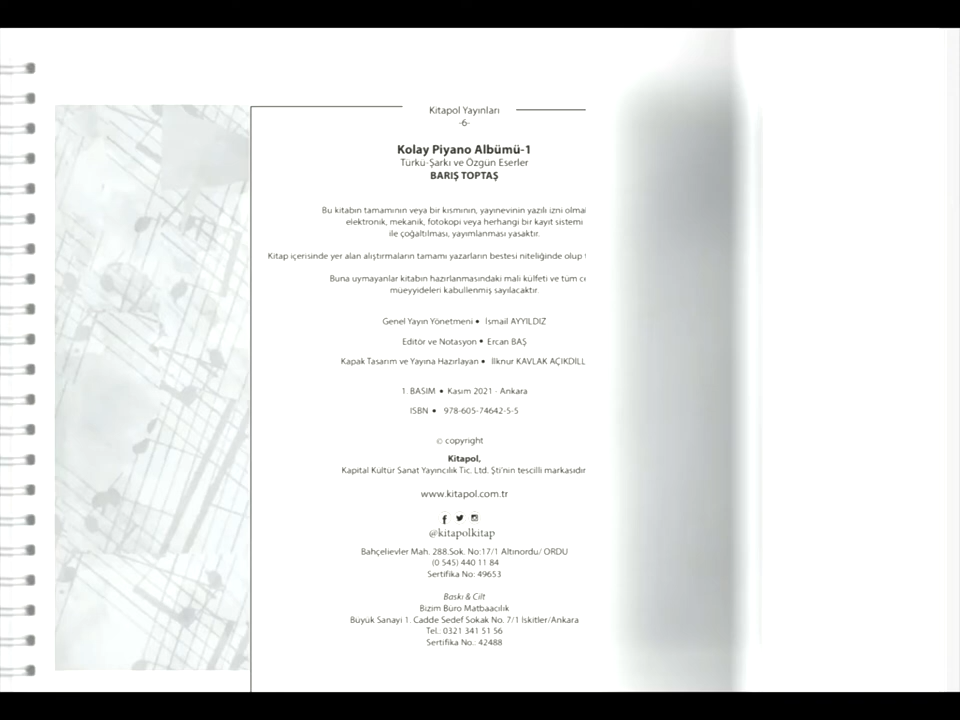 Kitapol Yayınları
-6-
Kolay Piyano Albümü-1
Türkü-Şarkı ve Özgün Eserler
BARIŞ TOPTAŞ
Bu kitabın tamamının veya bir kısmının, yayınevinin yazılı izni
elektronik, mekanik, fotokopi veya herhangi bir kayıt sistemi
ile çoğaltılması, yayımlanması yasaktır.
Kitap içerisinde yer alan alıştırmaların tamamı yazarların bestesi niteliğinde olup
Buna uymayanlar kitabın hazırlanmasındaki mali külfeti ve tüm
müeyyideleri kabullenmiş sayılacaktır.
Genel Yayın Yönetmeni • İsmail AYYILDIZ
Editör ve Notasyon • Ercan BAŞ
Kapak Tasarım ve Yayına Hazırlayan • İlknur KAVLAK AÇIKDİLL
1. BASIM • Kasım 2021 - Ankara
ISBN • 978-605-74642-5-5
© copyright
Kitapol,
Kapital Kültür Sanat Yayıncılık Tic. Ltd. Şti'nin tescilli markasıdır
www.kitapol.com.tr
@kitapolkitap
Bahçelievler Mah. 288.Sok. No:17/1 Altınordu/ ORDU
(0 545) 440 11 84
Sertifika No: 49653
Baskı & Cilt
Bizim Büro Matbaacılık
Büyük Sanayi 1. Cadde Sedef Sokak No. 7/1 İskitler/Ankara
Tel.: 0321 341 51 56
Sertifika No.: 42488